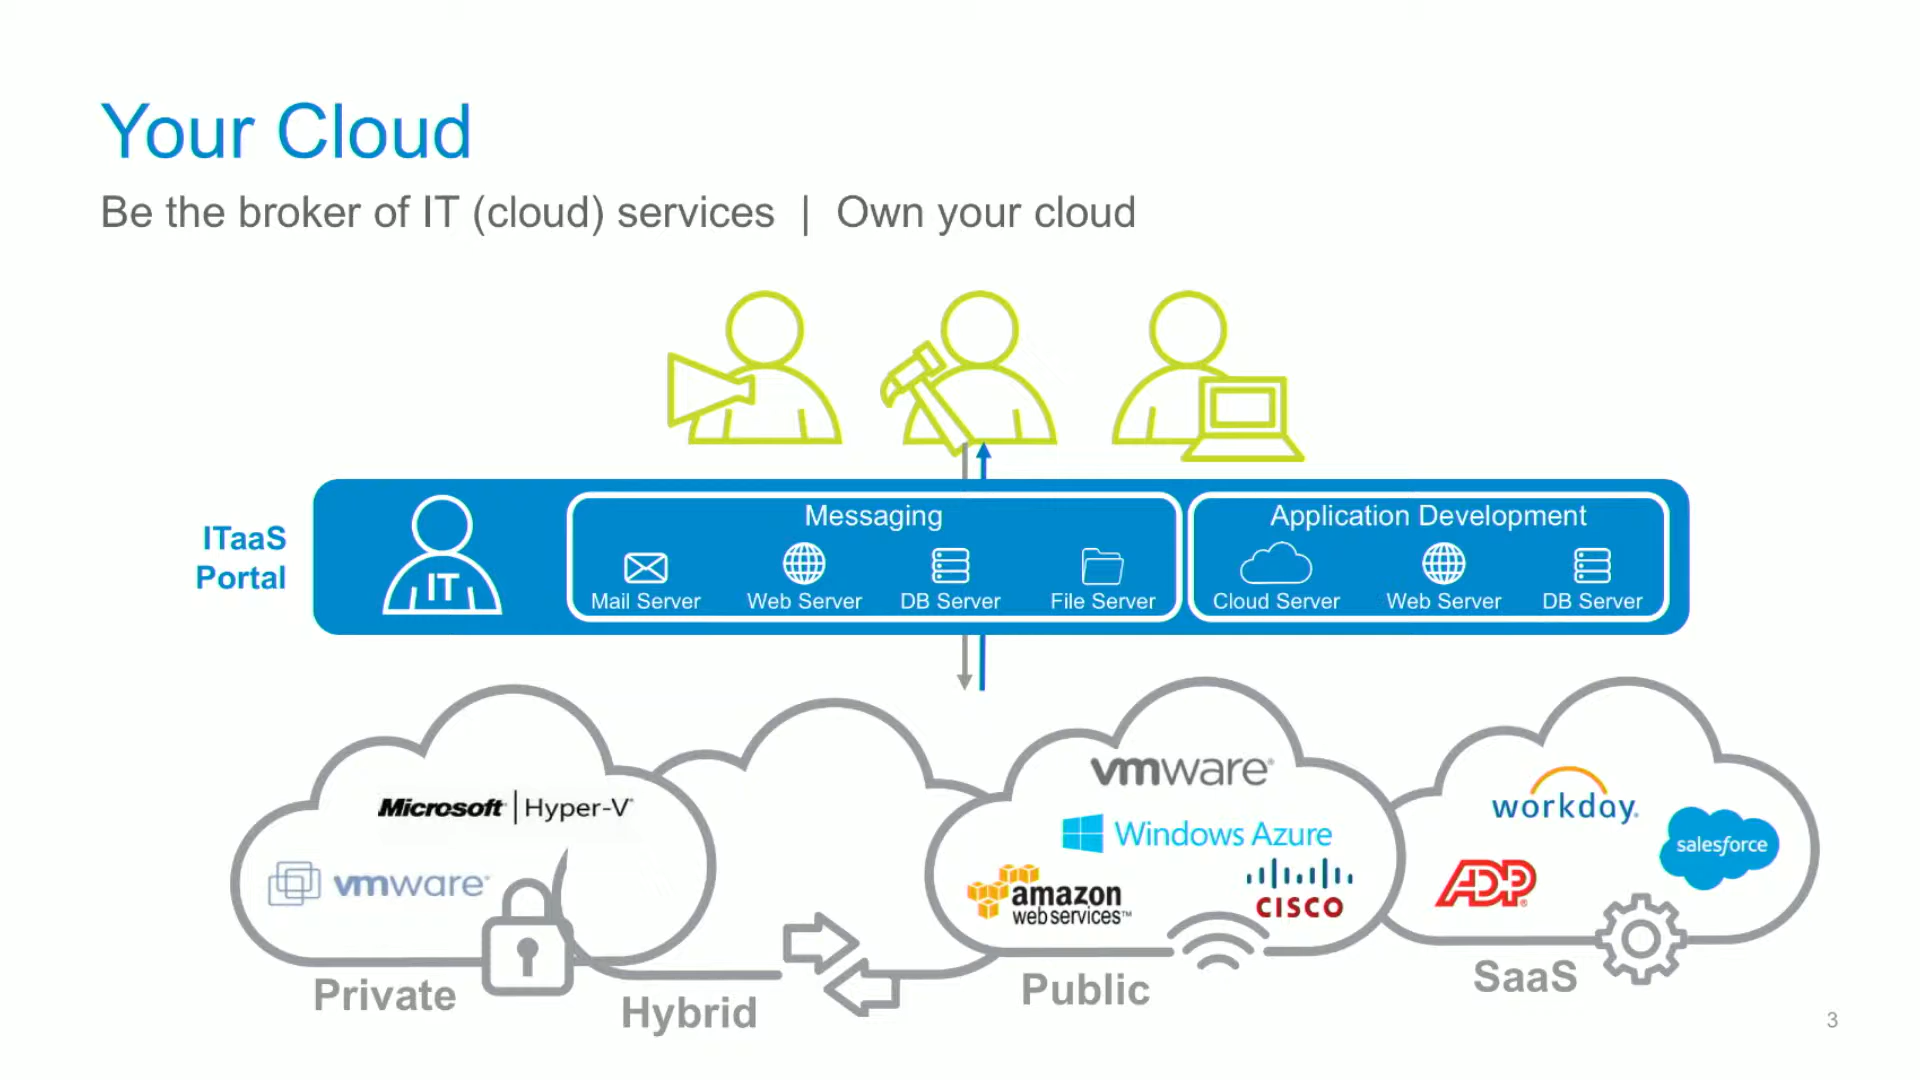 Your Cloud
Be the broker of IT (cloud) services | Own your cloud
ITaaS
Portal
IT
Messaging
Mail Server
Web Server
DB Server
File Server
Application Development
Cloud Server
Web Server
DB Server
Microsoft | Hyper-V®
vmware®
Private
Hybrid
vmware®
Windows Azure
amazon
web services™
CISCO
Public
workday.
salesforce
ADP®
SaaS
3